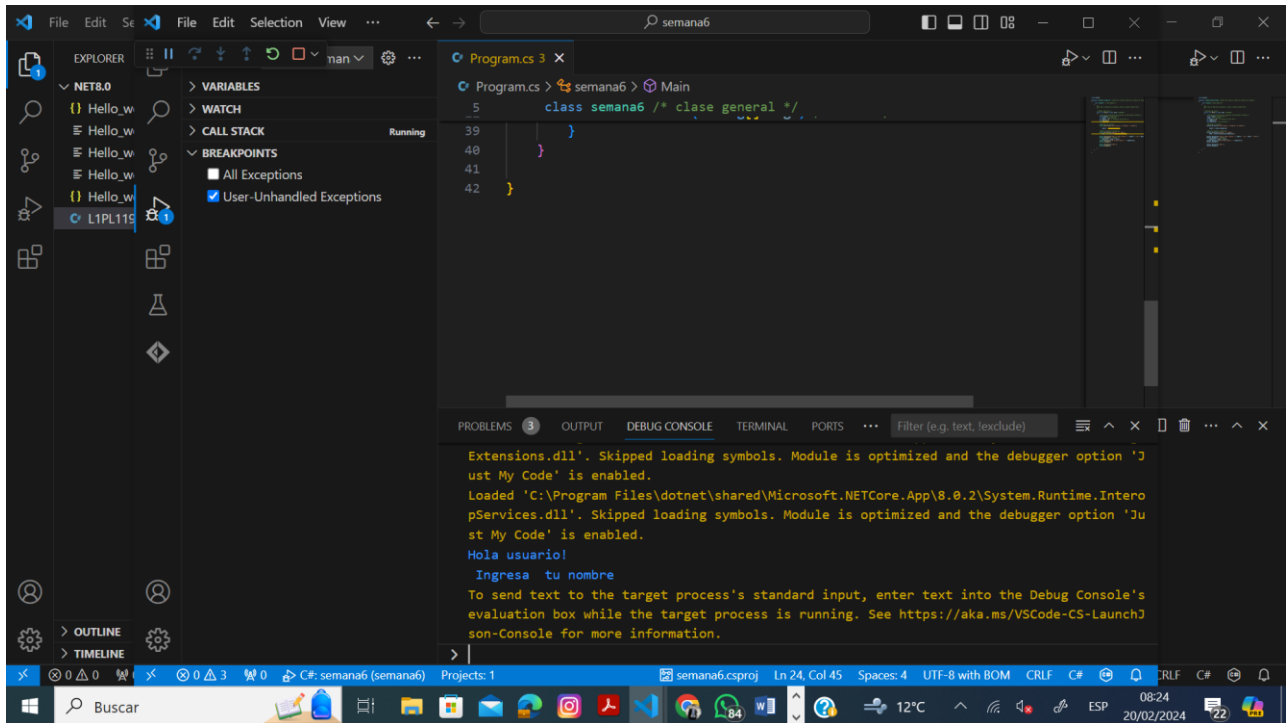 File Edit Se
File Edit Selection View ···
semana6
EXPLORER
NET8.0
{} Hello_w
Hello_w
Hello_w
Hello_w
{} Hello_w
L1PL119
1
1
VARIABLES
WATCH
CALL STACK Running
BREAKPOINTS
All Exceptions
User-Unhandled Exceptions
OUTLINE
TIMELINE
Program.cs 3
Program.cs > semana6 > Main
5 class semana6 /* clase general */
39 }
40 }
41
42 }
PROBLEMS 3 OUTPUT DEBUG CONSOLE TERMINAL PORTS ··· Filter (e.g. text, !exclude)
Extensions.dll'. Skipped loading symbols. Module is optimized and the debugger option 'J
ust My Code' is enabled.
Loaded 'C:\Program Files\dotnet\shared\Microsoft.NETCore.App\8.0.2\System.Runtime.Intero
pServices.dll'. Skipped loading symbols. Module is optimized and the debugger option 'Ju
st My Code' is enabled.
Hola usuario!
Ingresa tu nombre
To send text to the target process's standard input, enter text into the Debug Console's
evaluation box while the target process is running. See https://aka.ms/VSCode-CS-LaunchJ
son-Console for more information.
>
0 0 0 3 0 C#: semana6 (semana6) Projects: 1 semana6.csproj Ln 24, Col 45 Spaces: 4 UTF-8 with BOM CRLF C# CRLF C#
Buscar 84 12°C ESP 08:24
20/02/2024 22